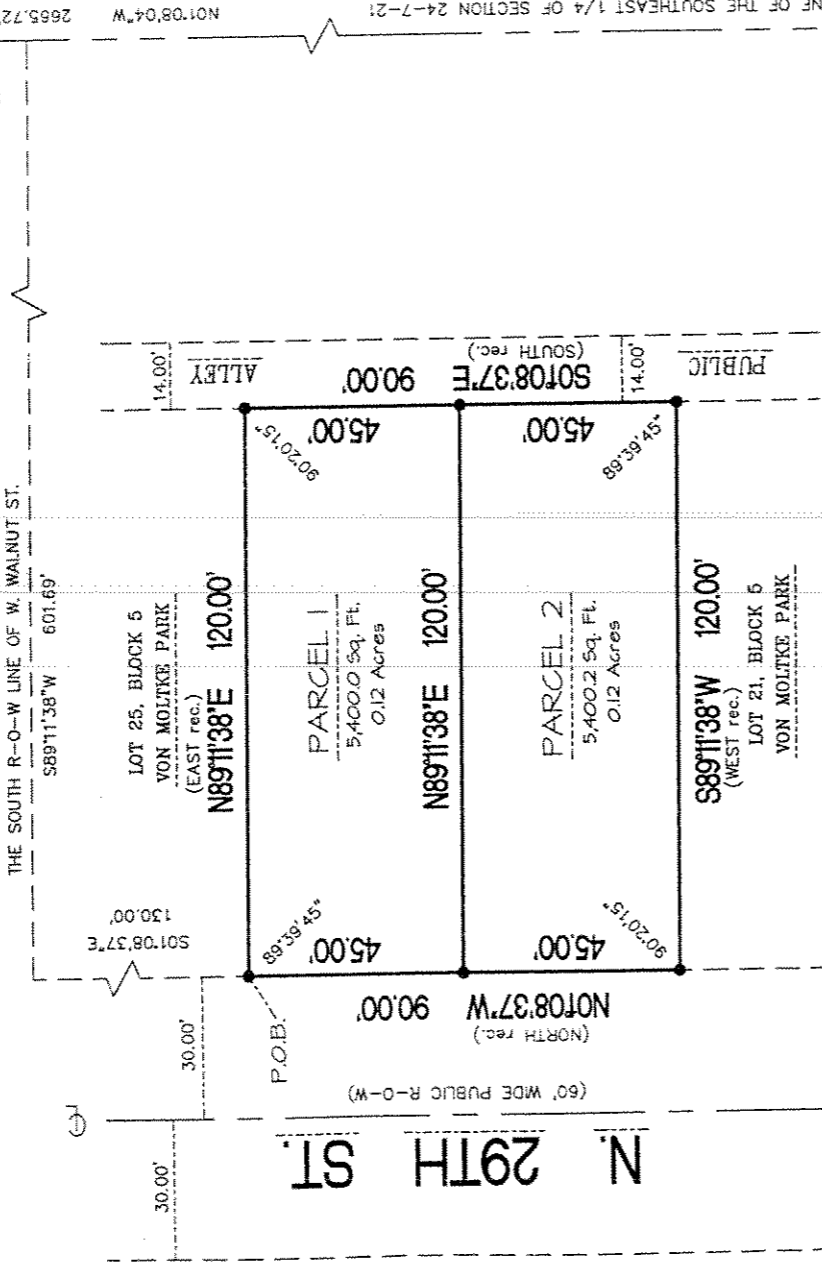 NE OF THE SOUTHEAST 1/4 OF SECTION 24-7-21
N01°08'04"W 2665.72'
THE SOUTH R-O-W LINE OF W. WALNUT ST.
S89°11'38"W 601.69'
S01°08'37"E
130.00'
LOT 25, BLOCK 5
VON MOLTKE PARK
(EAST rec.)
N89°11'38"E 120.00'
P.O.B.
89°39'45"
90°20'15"
PARCEL 1
5,400.0 Sq. Ft.
0.12 Acres
45.00'
45.00'
N89°11'38"E 120.00'
PARCEL 2
5,400.2 Sq. Ft.
0.12 Acres
45.00'
45.00'
90°20'15"
89°39'45"
S89°11'38"W 120.00'
(WEST rec.)
LOT 21, BLOCK 5
VON MOLTKE PARK
14.00'
14.00'
PUBLIC ALLEY
S01°08'37"E 90.00'
(SOUTH rec.)
N01°08'37"W 90.00'
(NORTH rec.)
30.00'
30.00'
(60' WIDE PUBLIC R-O-W)
N. 29TH ST.